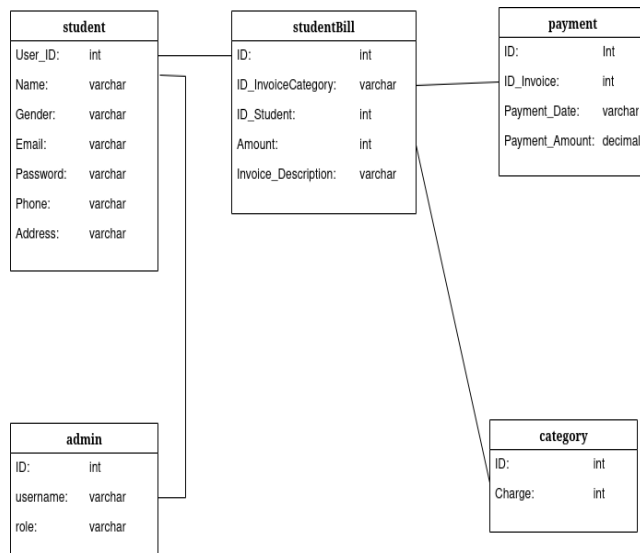 student
User_ID: int
Name: varchar
Gender: varchar
Email: varchar
Password: varchar
Phone: varchar
Address: varchar
studentBill
ID: int
ID_InvoiceCategory: varchar
ID_Student: int
Amount: int
Invoice_Description: varchar
payment
ID: Int
ID_Invoice: int
Payment_Date: varchar
Payment_Amount: decimal
admin
ID: int
username: varchar
role: varchar
category
ID: int
Charge: int